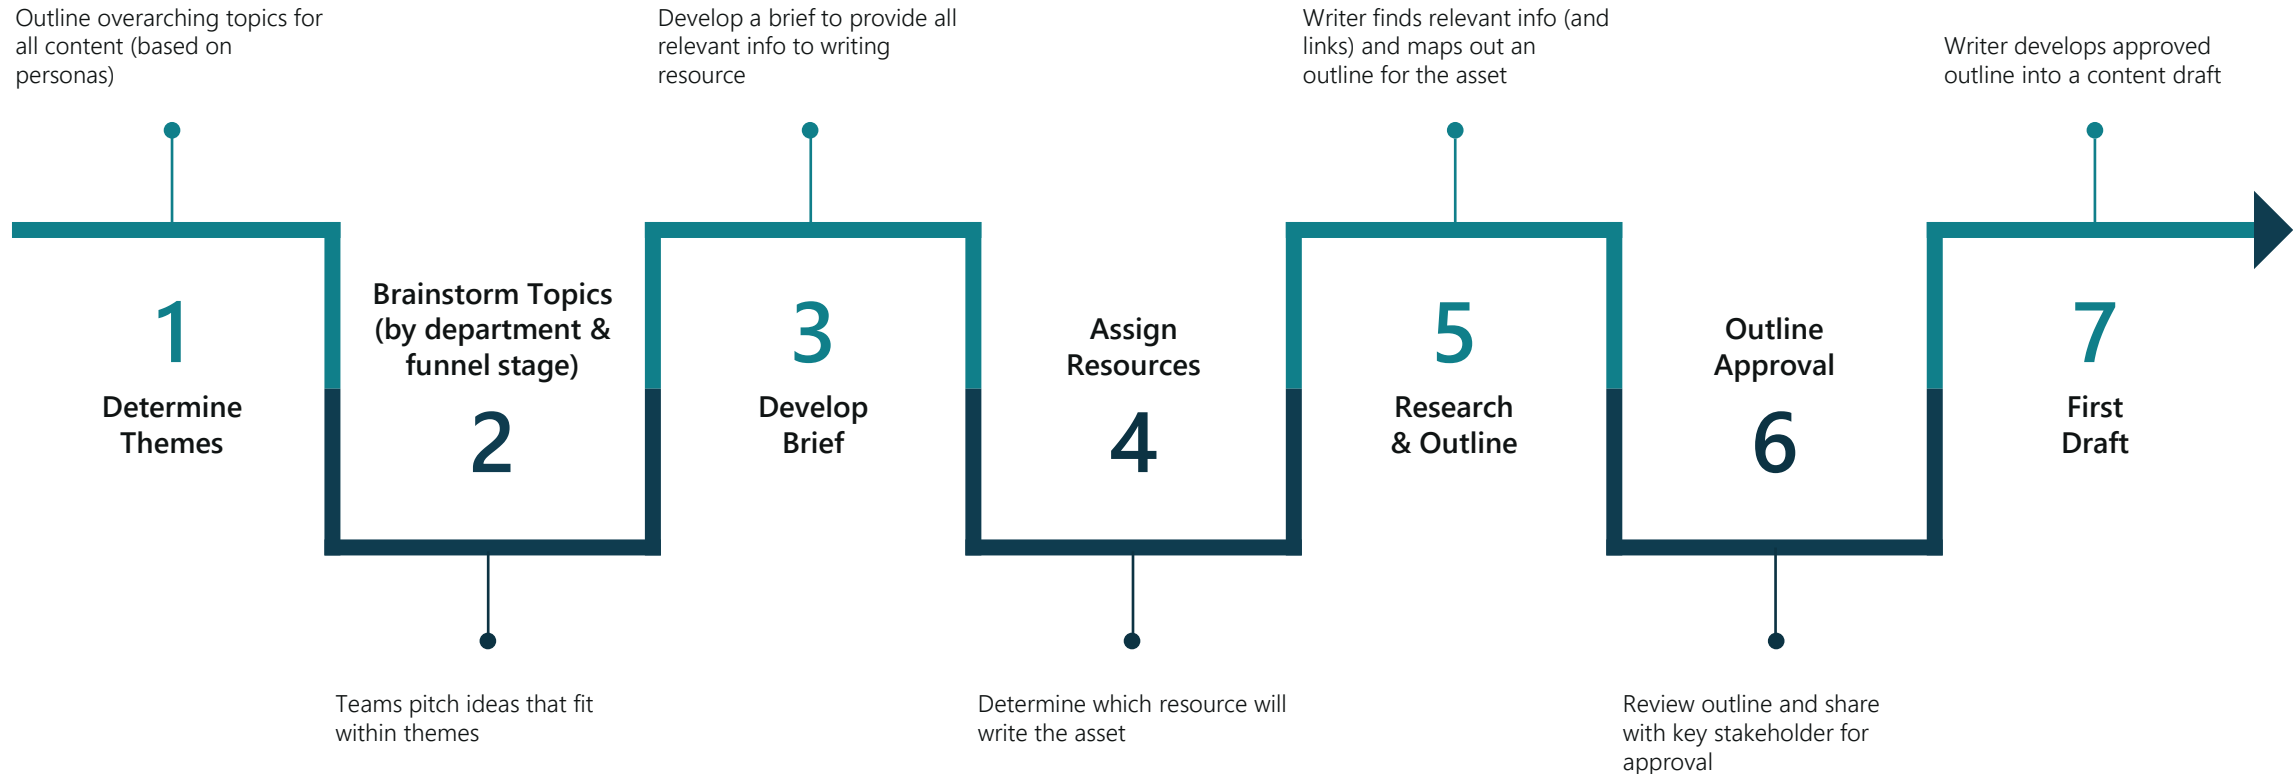 Outline overarching topics for
all content (based on
personas)
1
Determine
Themes
Brainstorm Topics
(by department &
funnel stage)
2
Teams pitch ideas that fit
within themes
Develop a brief to provide all
relevant info to writing
resource
3
Develop
Brief
Assign
Resources
4
Determine which resource will
write the asset
Writer finds relevant info (and
links) and maps out an
outline for the asset
5
Research
& Outline
Outline
Approval
6
Review outline and share
with key stakeholder for
approval
Writer develops approved
outline into a content draft
7
First
Draft